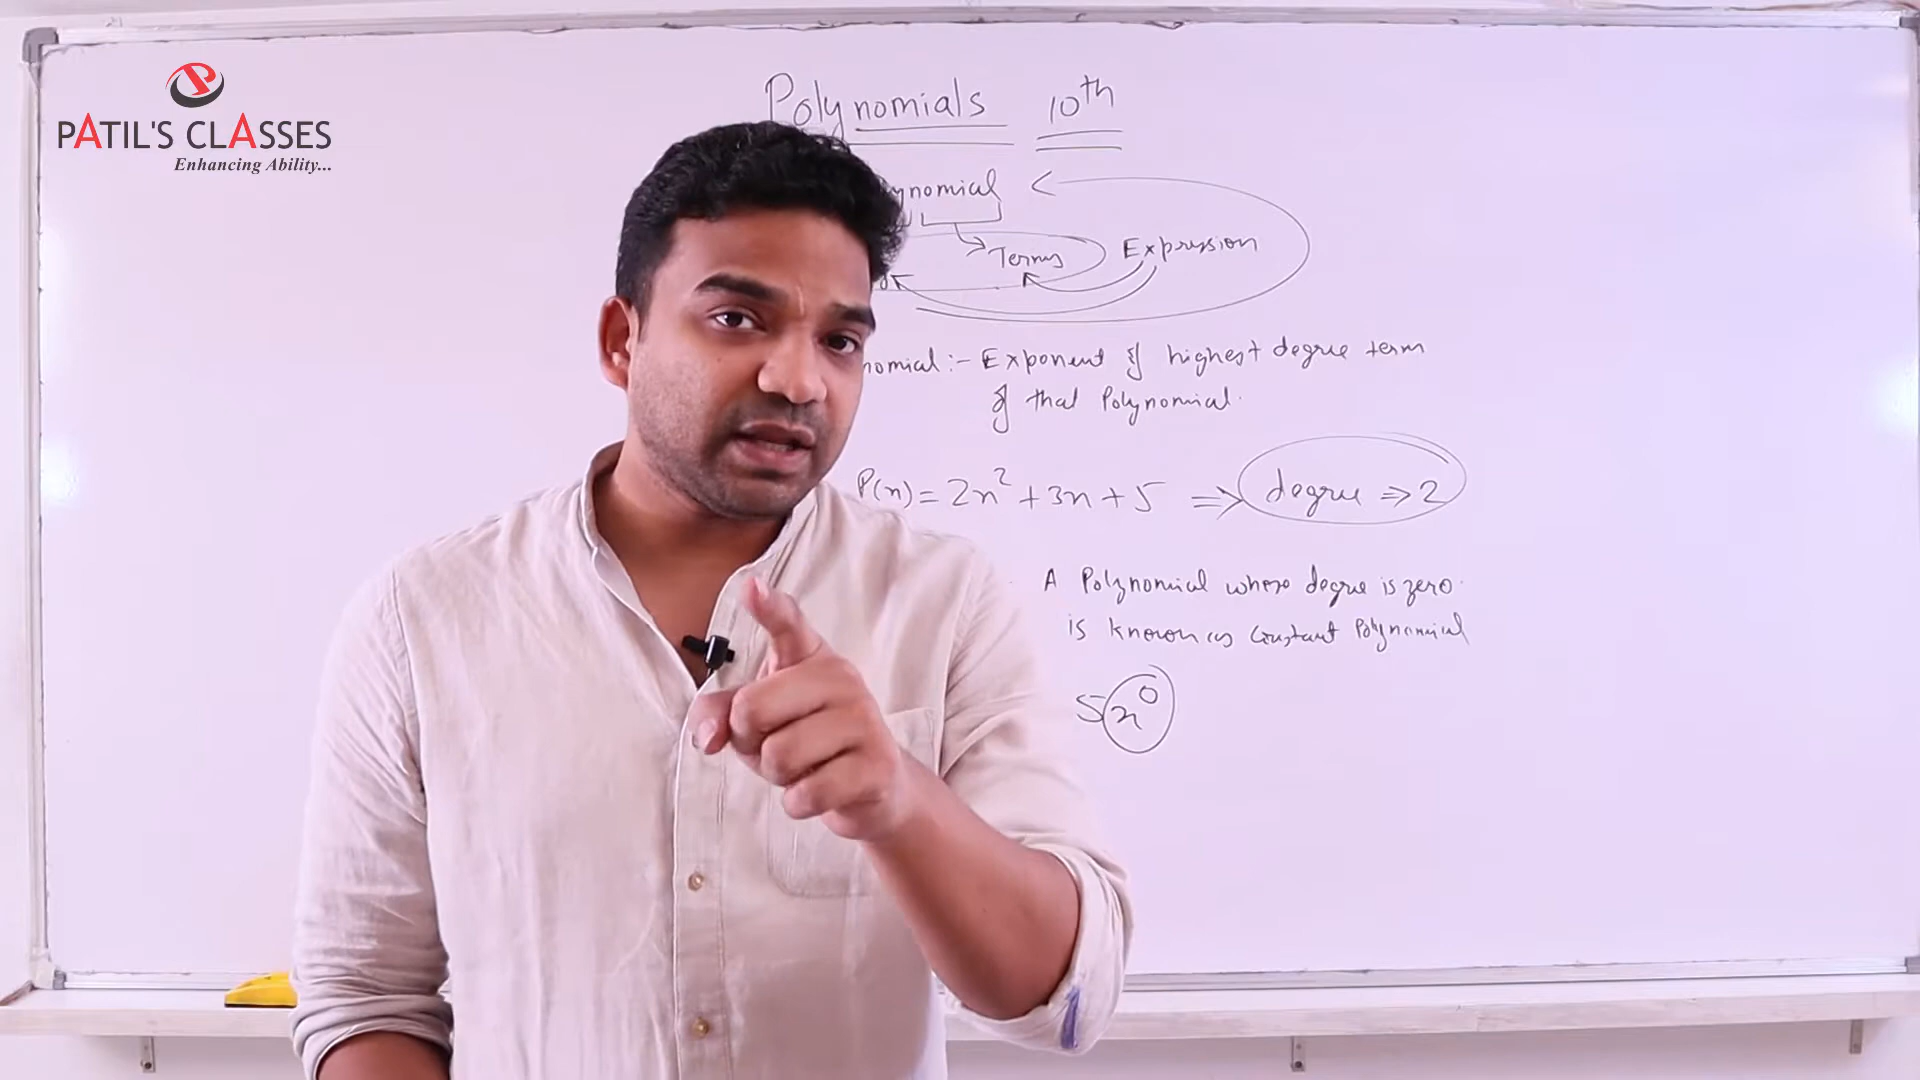 PATIL'S CLASSES
Enhancing Ability...
Polynomials 10th
ynomial <
Terms Expression
nomial :- Exponent of highest degree term
of that Polynomial.
P(x) = 2x² + 3x + 5 ⇒ degree ⇒ 2
A Polynomial whose degree is zero.
is known as constant Polynomial
5x⁰